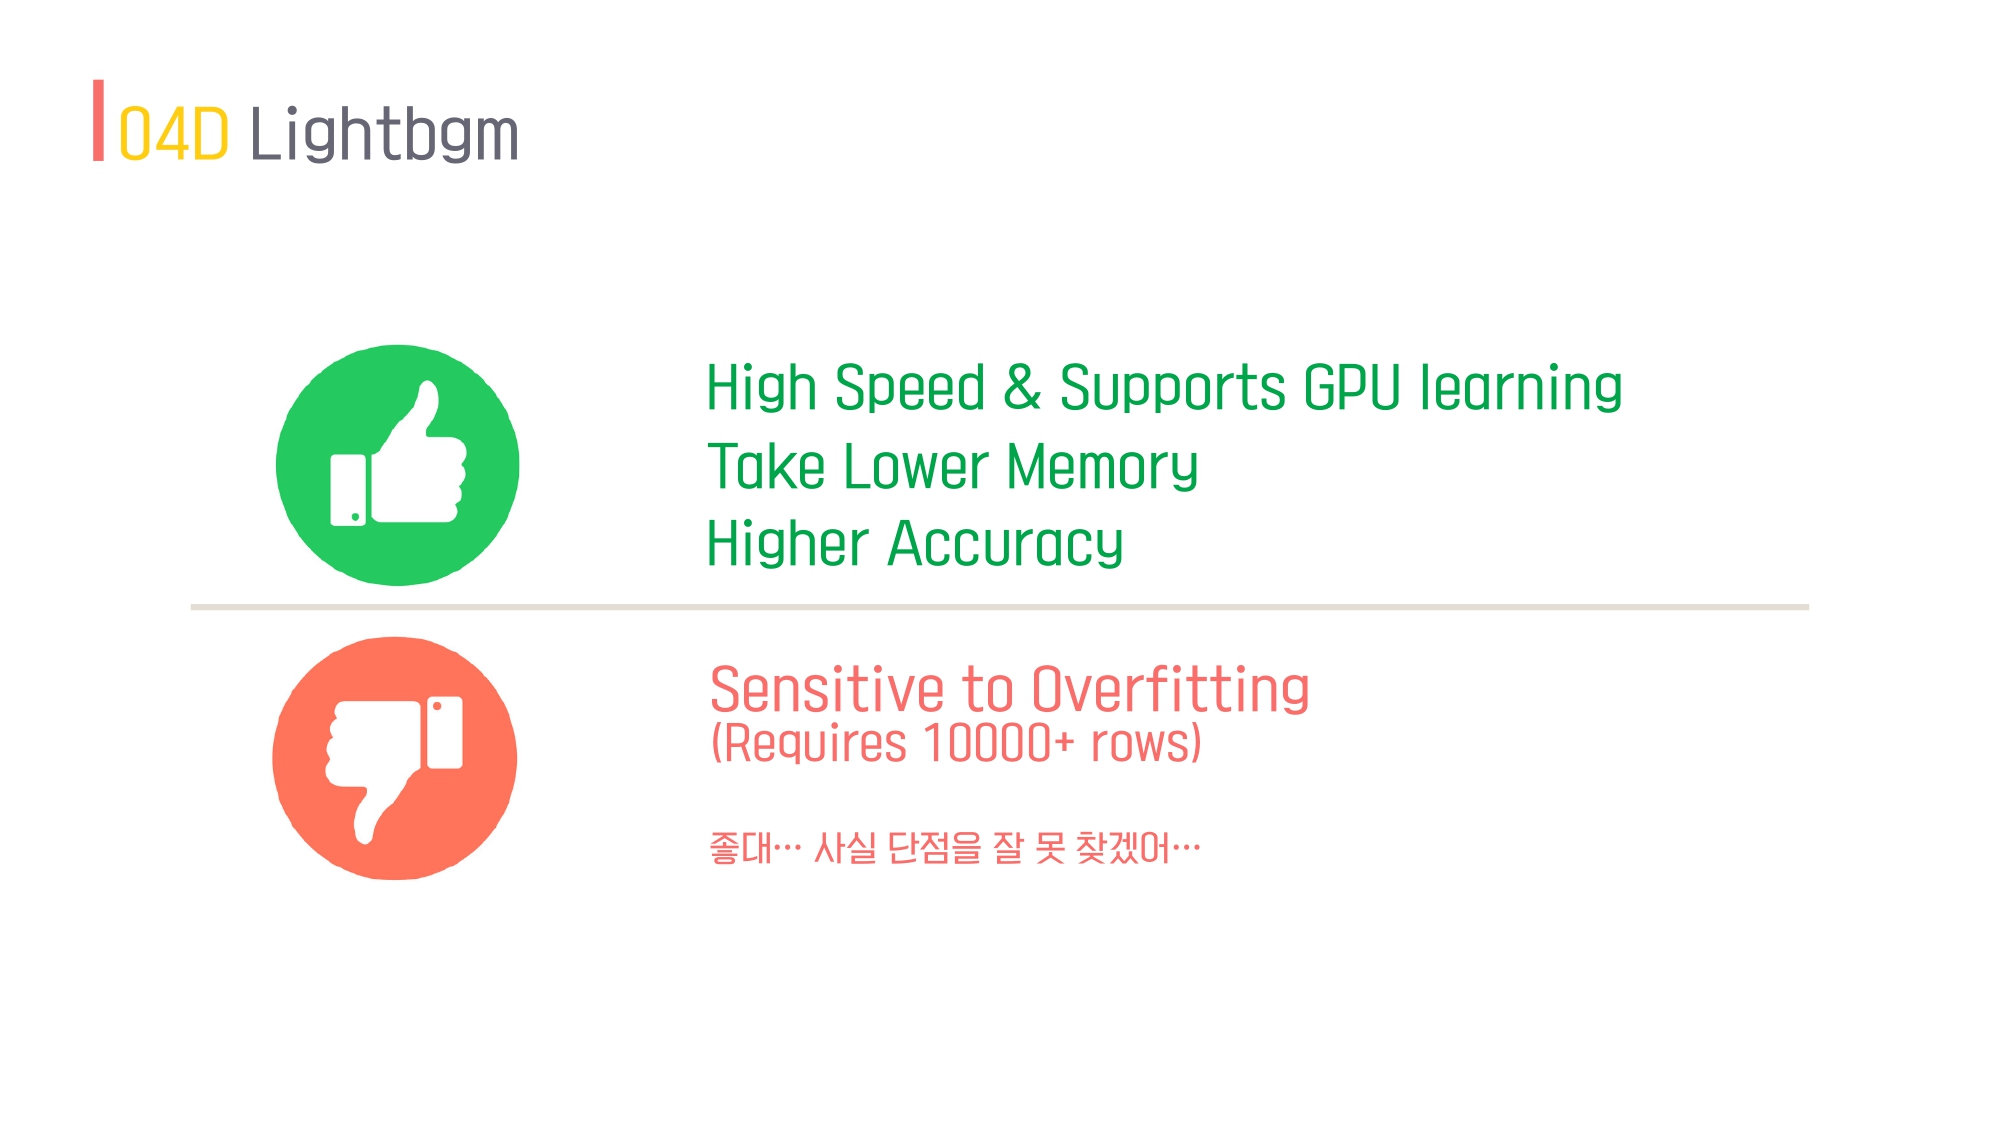 04D Lightbgm
High Speed & Supports GPU learning
Take Lower Memory
Higher Accuracy
Sensitive to Overfitting
(Requires 10000+ rows)
좋대… 사실 단점을 잘 못 찾겠어…